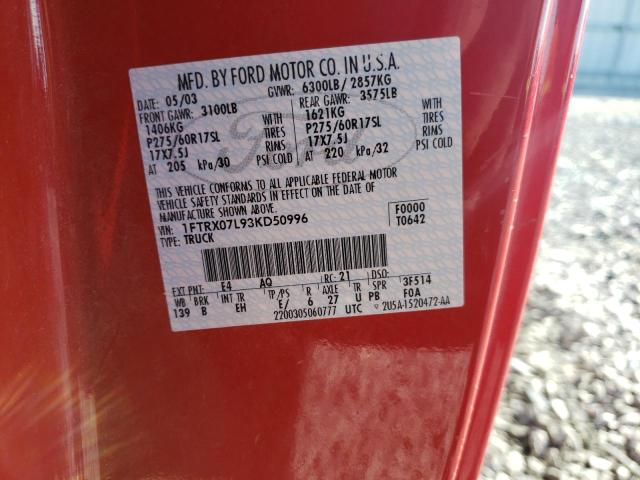 MFD. BY FORD MOTOR CO. IN U.S.A.
DATE: 05/03 GVWR: 6300LB/ 2857KG
FRONT GAWR: 3100LB REAR GAWR: 3575LB
1406KG WITH 1621KG WITH
P275/60R17SL TIRES P275/60R17SL TIRES
17X7.5J RIMS 17X7.5J RIMS
AT 205 kPa/30 PSI COLD AT 220 kPa/32 PSI COLD
THIS VEHICLE CONFORMS TO ALL APPLICABLE FEDERAL MOTOR
VEHICLE SAFETY STANDARDS IN EFFECT ON THE DATE OF
MANUFACTURE SHOWN ABOVE.
VIN: 1FTRX07L93KD50996 F0000
TYPE: TRUCK T0642
Ford
EXT PNT: E4 AQ RC: 21 DSO:
WB BRK INT TR TP/PS R AXLE TR SPR 3F514
139 B EH E/ 6 27 U PB F0A
2200305060777 UTC 2U5A-1520472-AA